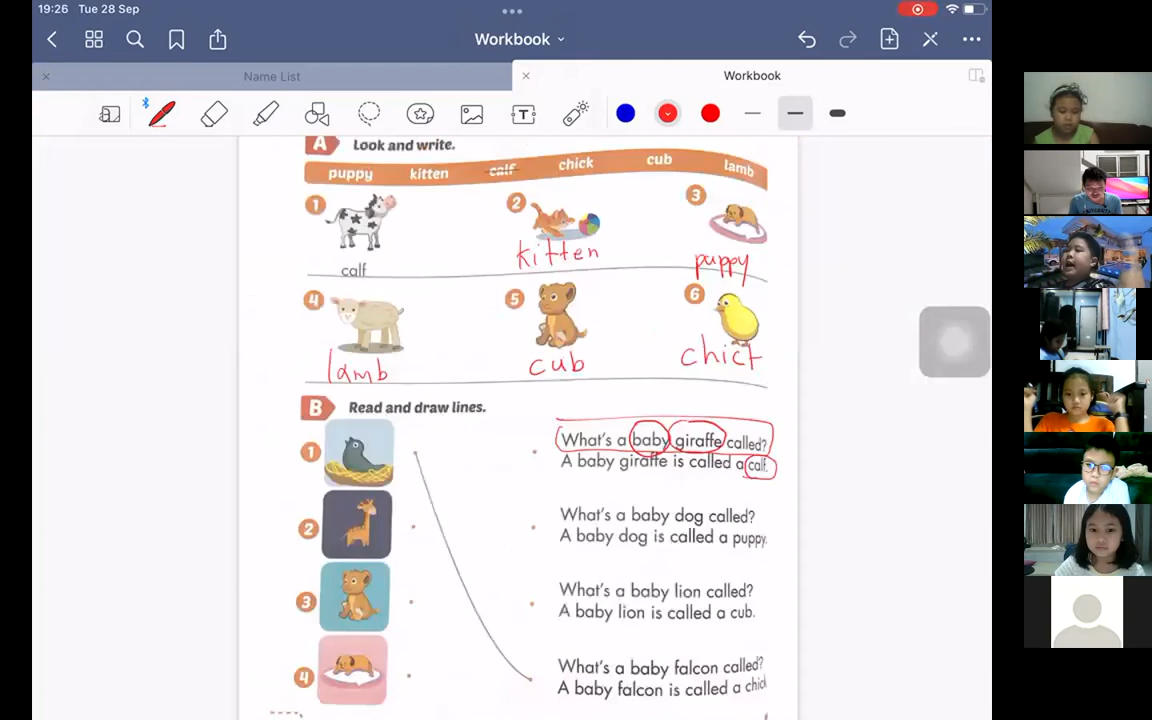 19:26 Tue 28 Sep
Workbook
Name List
Workbook
A Look and write.
puppy kitten calf chick cub lamb
1 2 3
calf kitten puppy
4 5 6
lamb cub chict
B Read and draw lines.
1 What's a baby giraffe called?
A baby giraffe is called a calf.
2 What's a baby dog called?
A baby dog is called a puppy.
3 What's a baby lion called?
A baby lion is called a cub.
4 What's a baby falcon called?
A baby falcon is called a chick